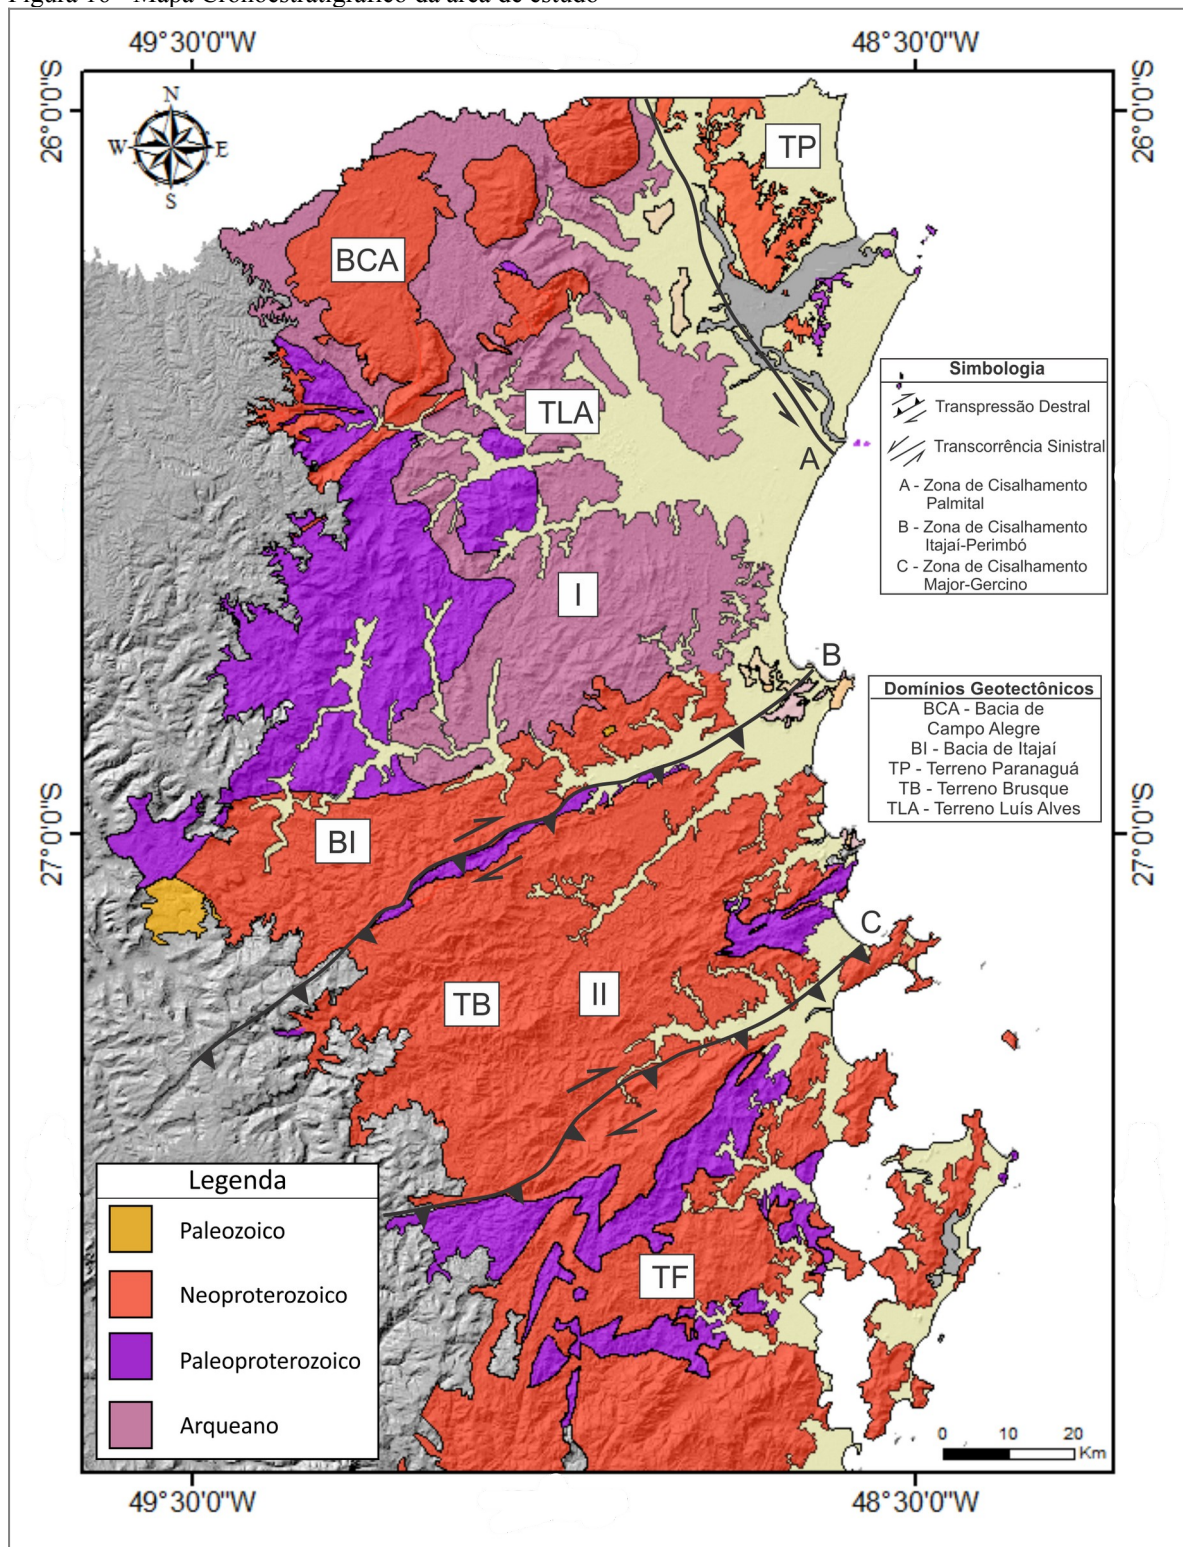 Figura 16 - Mapa Cronoestratigráfico da área de estudo
49°30'0"W
48°30'0"W
26°0'0"S
26°0'0"S
N
W
E
S
TP
BCA
TLA
A
I
B
BI
C
TB
II
TF
Simbologia
Transpressão Destral
Transcorrência Sinistral
A - Zona de Cisalhamento
Palmital
B - Zona de Cisalhamento
Itajaí-Perimbó
C - Zona de Cisalhamento
Major-Gercino
Domínios Geotectônicos
BCA - Bacia de
Campo Alegre
BI - Bacia de Itajaí
TP - Terreno Paranaguá
TB - Terreno Brusque
TLA - Terreno Luís Alves
27°0'0"S
27°0'0"S
Legenda
Paleozoico
Neoproterozoico
Paleoproterozoico
Arqueano
0 10 20
Km
49°30'0"W
48°30'0"W